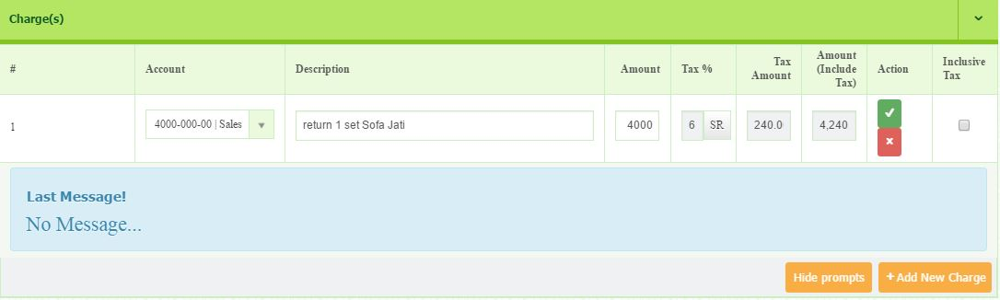 Charge(s)
# Account Description Amount Tax % Tax Amount Amount (Include Tax) Action Inclusive Tax
1 4000-000-00 | Sales return 1 set Sofa Jati 4000 6 SR 240.0 4,240
Last Message!
No Message...
Hide prompts +Add New Charge